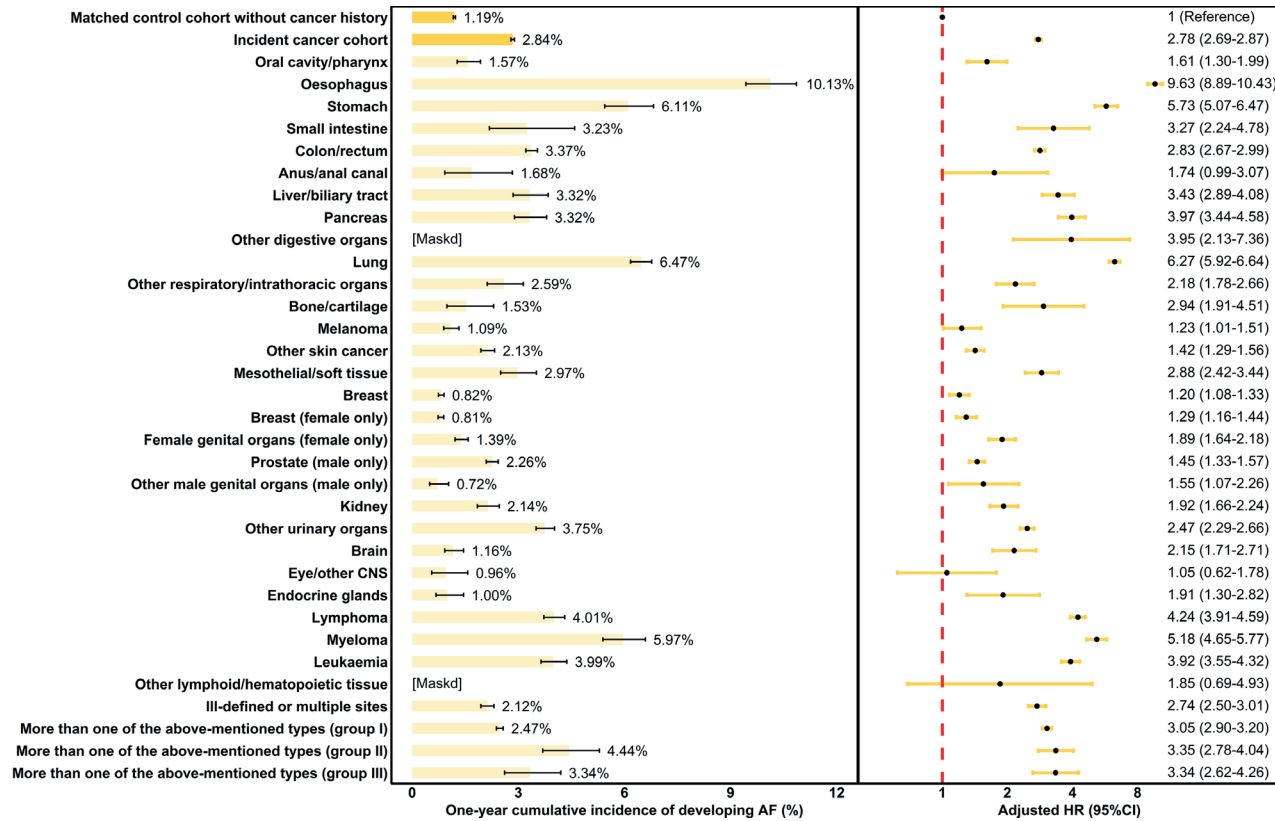 Matched control cohort without cancer history 1.19% 1 (Reference)
Incident cancer cohort 2.84% 2.78 (2.69-2.87)
Oral cavity/pharynx 1.57% 1.61 (1.30-1.99)
Oesophagus 10.13% 9.63 (8.89-10.43)
Stomach 6.11% 5.73 (5.07-6.47)
Small intestine 3.23% 3.27 (2.24-4.78)
Colon/rectum 3.37% 2.83 (2.67-2.99)
Anus/anal canal 1.68% 1.74 (0.99-3.07)
Liver/biliary tract 3.32% 3.43 (2.89-4.08)
Pancreas 3.32% 3.97 (3.44-4.58)
Other digestive organs [Maskd] 3.95 (2.13-7.36)
Lung 6.47% 6.27 (5.92-6.64)
Other respiratory/intrathoracic organs 2.59% 2.18 (1.78-2.66)
Bone/cartilage 1.53% 2.94 (1.91-4.51)
Melanoma 1.09% 1.23 (1.01-1.51)
Other skin cancer 2.13% 1.42 (1.29-1.56)
Mesothelial/soft tissue 2.97% 2.88 (2.42-3.44)
Breast 0.82% 1.20 (1.08-1.33)
Breast (female only) 0.81% 1.29 (1.16-1.44)
Female genital organs (female only) 1.39% 1.89 (1.64-2.18)
Prostate (male only) 2.26% 1.45 (1.33-1.57)
Other male genital organs (male only) 0.72% 1.55 (1.07-2.26)
Kidney 2.14% 1.92 (1.66-2.24)
Other urinary organs 3.75% 2.47 (2.29-2.66)
Brain 1.16% 2.15 (1.71-2.71)
Eye/other CNS 0.96% 1.05 (0.62-1.78)
Endocrine glands 1.00% 1.91 (1.30-2.82)
Lymphoma 4.01% 4.24 (3.91-4.59)
Myeloma 5.97% 5.18 (4.65-5.77)
Leukaemia 3.99% 3.92 (3.55-4.32)
Other lymphoid/hematopoietic tissue [Maskd] 1.85 (0.69-4.93)
Ill-defined or multiple sites 2.12% 2.74 (2.50-3.01)
More than one of the above-mentioned types (group I) 2.47% 3.05 (2.90-3.20)
More than one of the above-mentioned types (group II) 4.44% 3.35 (2.78-4.04)
More than one of the above-mentioned types (group III) 3.34% 3.34 (2.62-4.26)
0 3 6 9 12 1 2 4 8
One-year cumulative incidence of developing AF (%) Adjusted HR (95%CI)